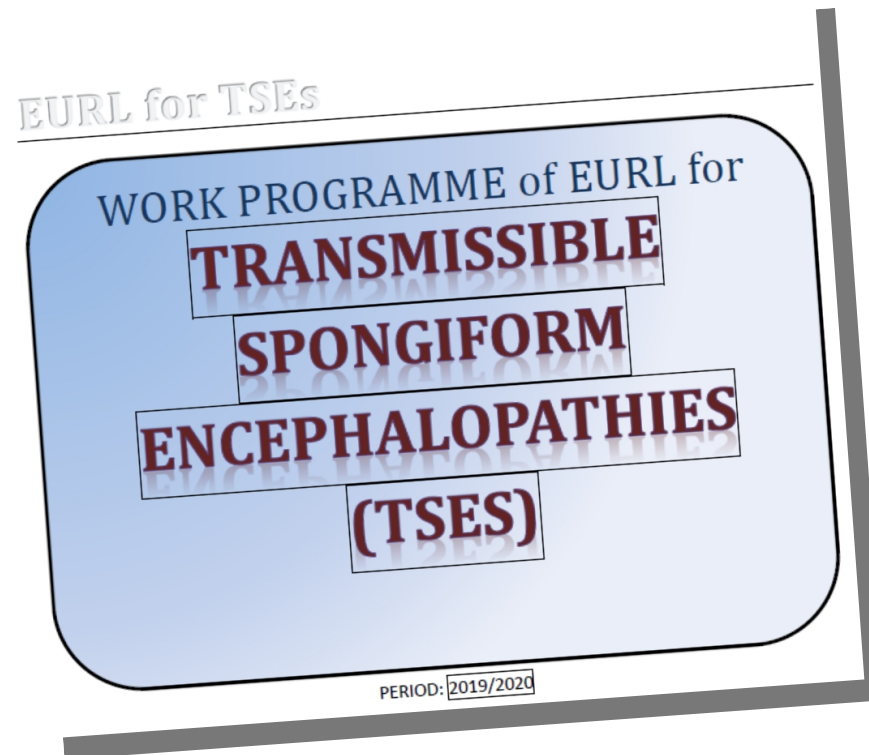 EURL for TSEs
WORK PROGRAMME of EURL for
TRANSMISSIBLE
SPONGIFORM
ENCEPHALOPATHIES
(TSES)
PERIOD: 2019/2020